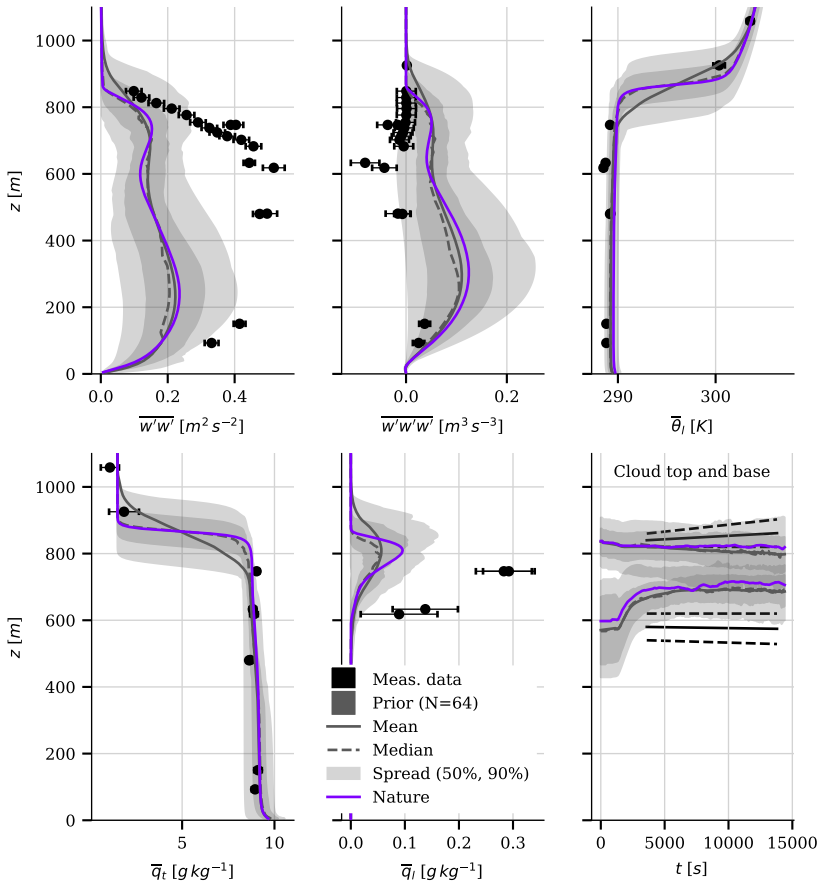 1000
800
600
400
200
0
z [m]
0.0 0.2 0.4
w′w′ [m² s⁻²]
0.0 0.2
w′w′w′ [m³ s⁻³]
290 300
θ̅ₗ [K]
1000
800
600
400
200
0
z [m]
5 10
q̅ₜ [g kg⁻¹]
Meas. data
Prior (N=64)
Mean
Median
Spread (50%, 90%)
Nature
0.0 0.1 0.2 0.3
q̅ₗ [g kg⁻¹]
Cloud top and base
0 5000 10000 15000
t [s]